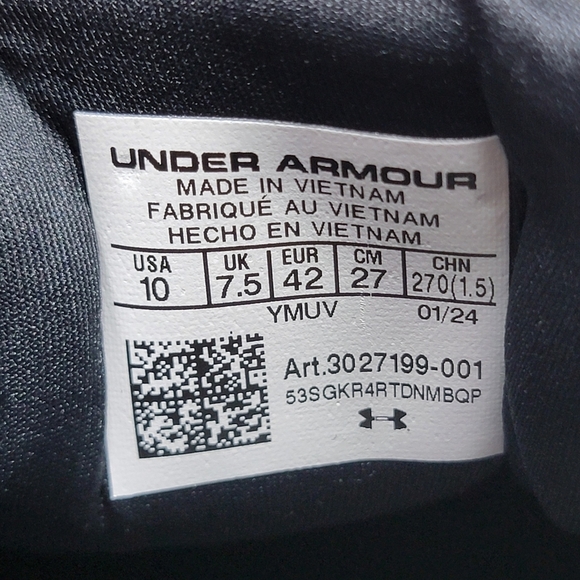 UNDER ARMOUR
MADE IN VIETNAM
FABRIQUÉ AU VIETNAM
HECHO EN VIETNAM
USA UK EUR CM CHN
10 7.5 42 27 270(1.5)
YMUV 01/24
Art.3027199-001
53SGKR4RTDNMBQP